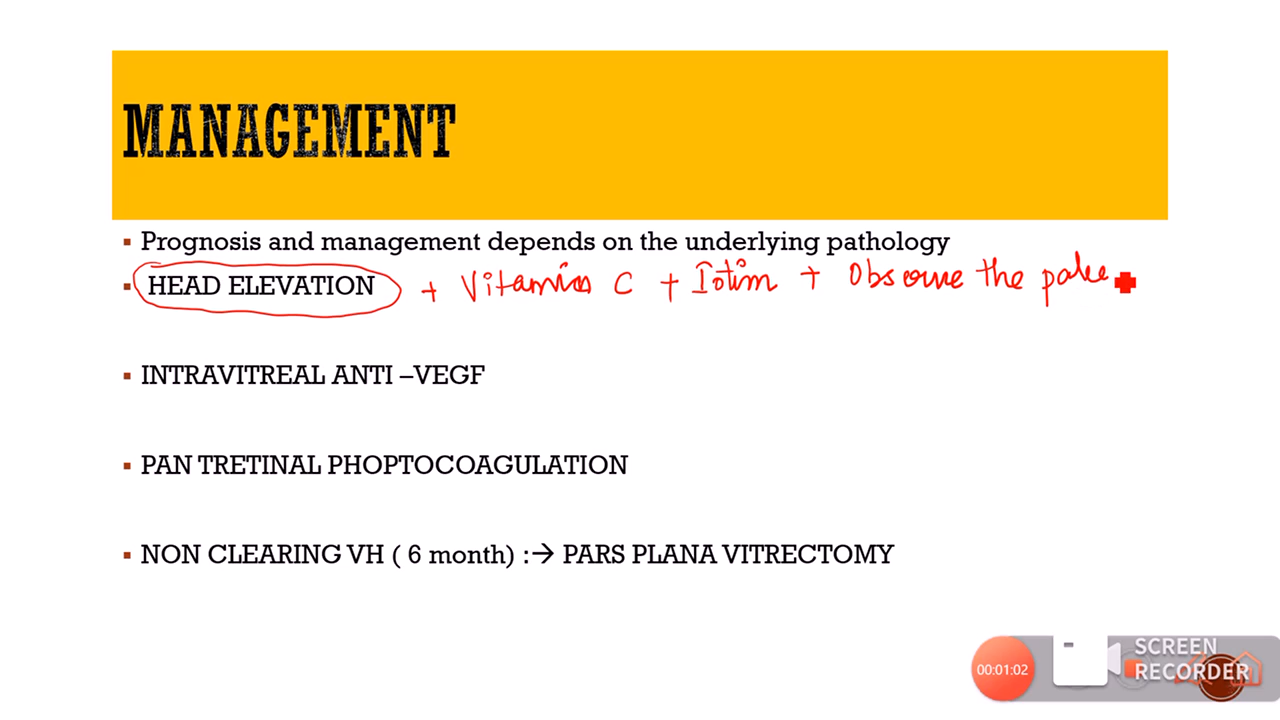 MANAGEMENT
▪ Prognosis and management depends on the underlying pathology
▪ HEAD ELEVATION + Vitamin C + Iotim + Observe the
▪ INTRAVITREAL ANTI –VEGF
▪ PAN TRETINAL PHOPTOCOAGULATION
▪ NON CLEARING VH ( 6 month) :→ PARS PLANA VITRECTOMY
00:01:02
SCREEN
RECORDER